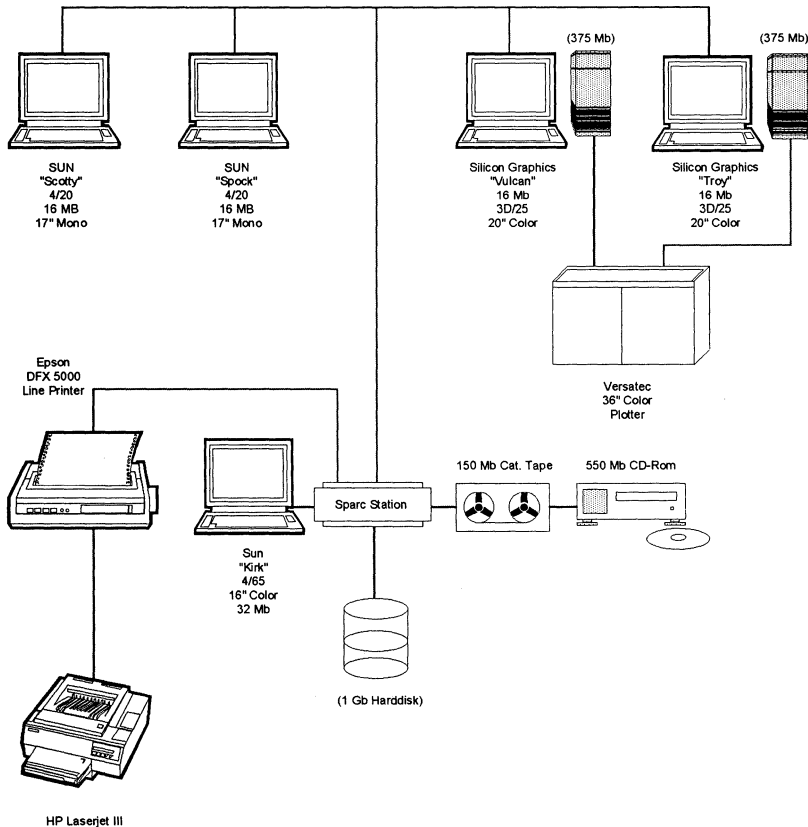 (375 Mb)
(375 Mb)
SUN
"Scotty"
4/20
16 MB
17" Mono
SUN
"Spock"
4/20
16 MB
17" Mono
Silicon Graphics
"Vulcan"
16 Mb
3D/25
20" Color
Silicon Graphics
"Troy"
16 Mb
3D/25
20" Color
Versatec
36" Color
Plotter
Epson
DFX 5000
Line Printer
Sparc Station
150 Mb Cat. Tape
550 Mb CD-Rom
Sun
"Kirk"
4/65
16" Color
32 Mb
(1 Gb Harddisk)
HP Laserjet III